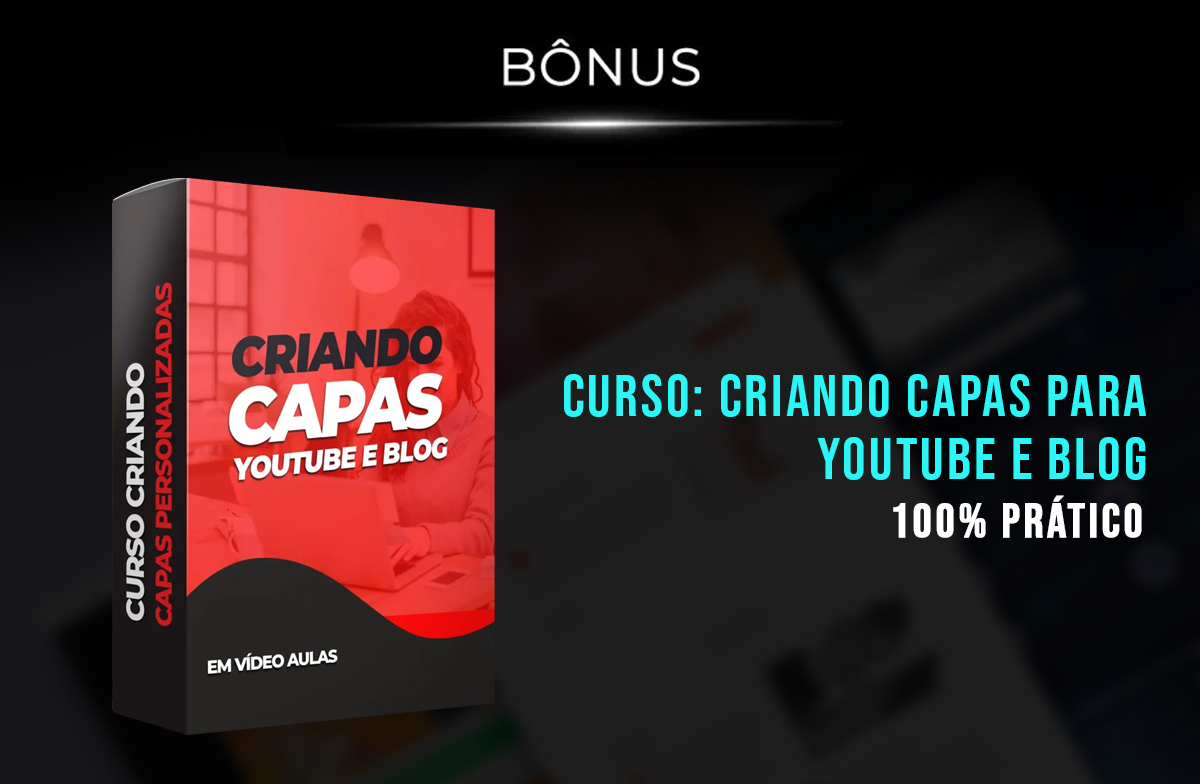 BÔNUS
CURSO CRIANDO
CAPAS PERSONALIZADAS
CRIANDO
CAPAS
YOUTUBE E BLOG
EM VÍDEO AULAS
CURSO: CRIANDO CAPAS PARA
YOUTUBE E BLOG
100% PRÁTICO